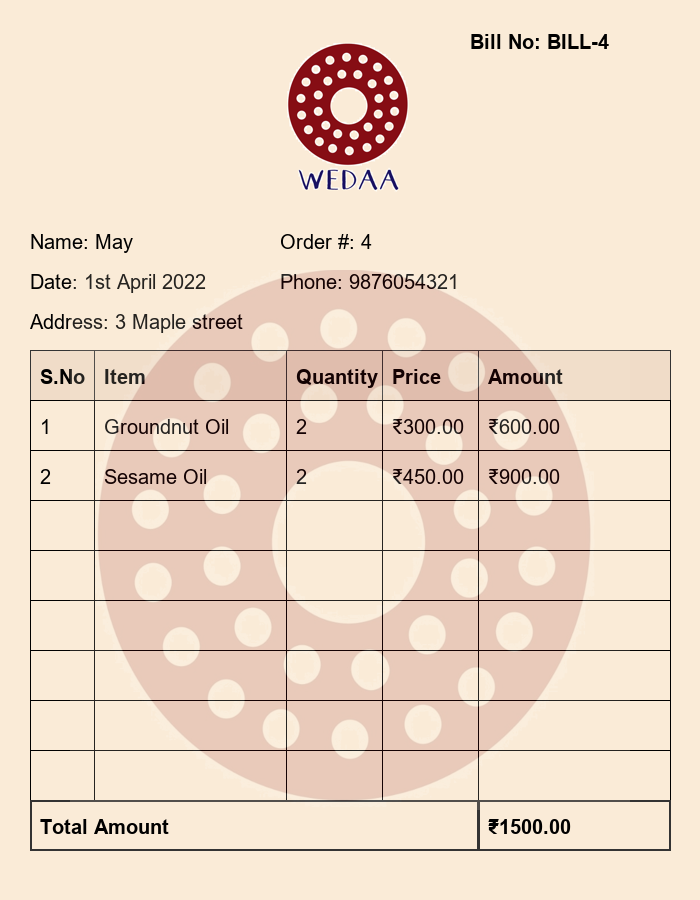 Bill No: BILL-4
WEDAA
Name: May Order #: 4
Date: 1st April 2022 Phone: 9876054321
Address: 3 Maple street
S.No Item Quantity Price Amount
1 Groundnut Oil 2 ₹300.00 ₹600.00
2 Sesame Oil 2 ₹450.00 ₹900.00
Total Amount ₹1500.00